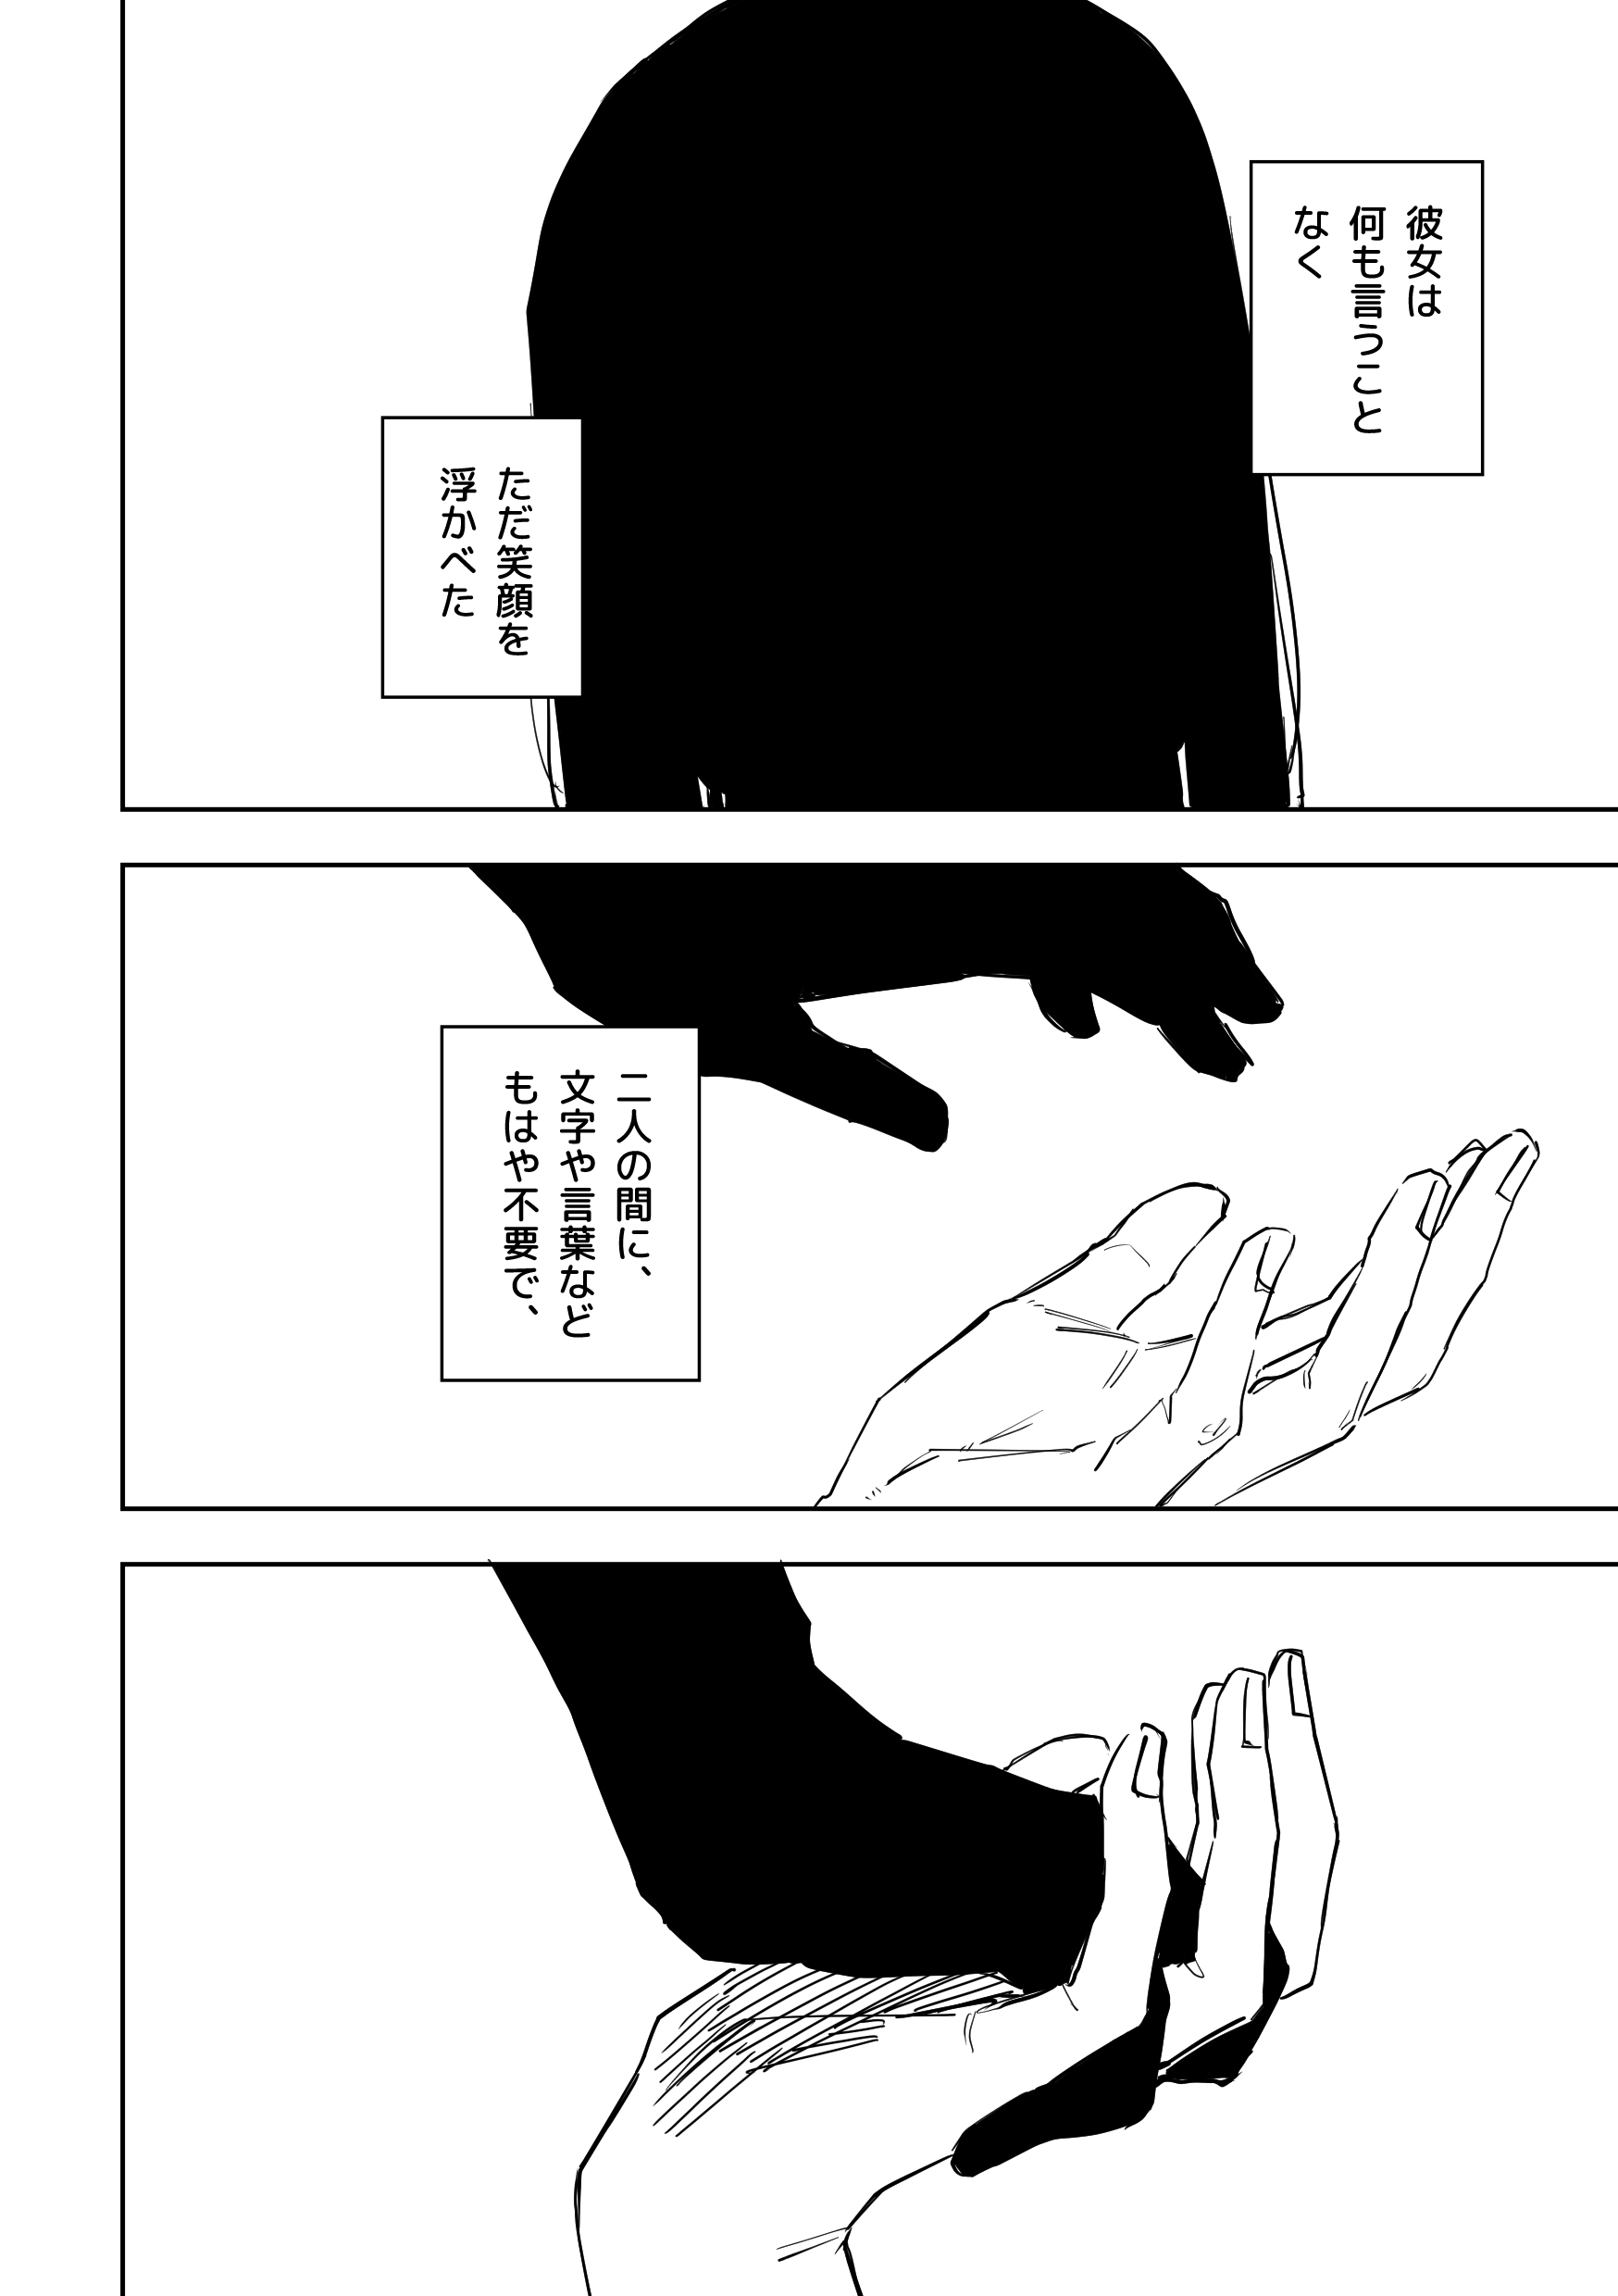 彼女は
何も言うこと
なく
ただ笑顔を
浮かべた
二人の間に、
文字や言葉など
もはや不要で、